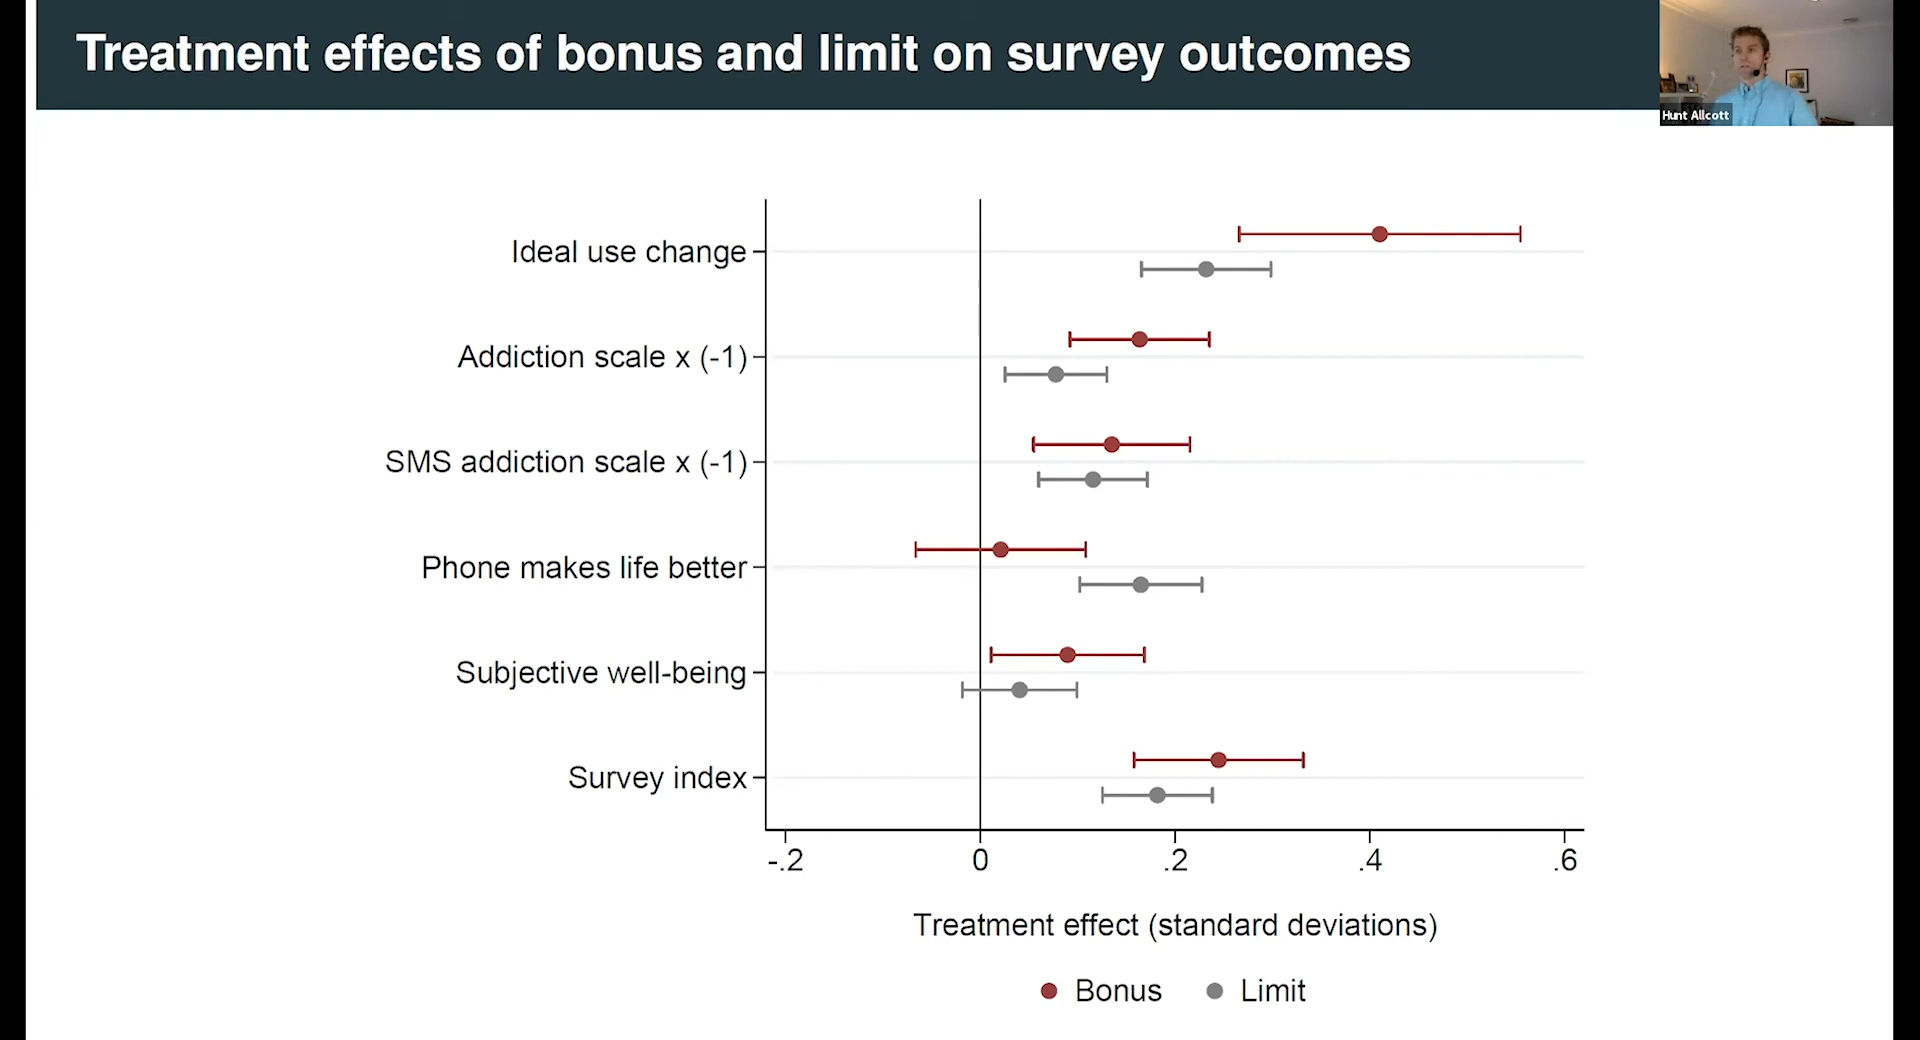 Treatment effects of bonus and limit on survey outcomes
Hunt Allcott
Ideal use change
Addiction scale x (-1)
SMS addiction scale x (-1)
Phone makes life better
Subjective well-being
Survey index
-.2 0 .2 .4 .6
Treatment effect (standard deviations)
Bonus Limit